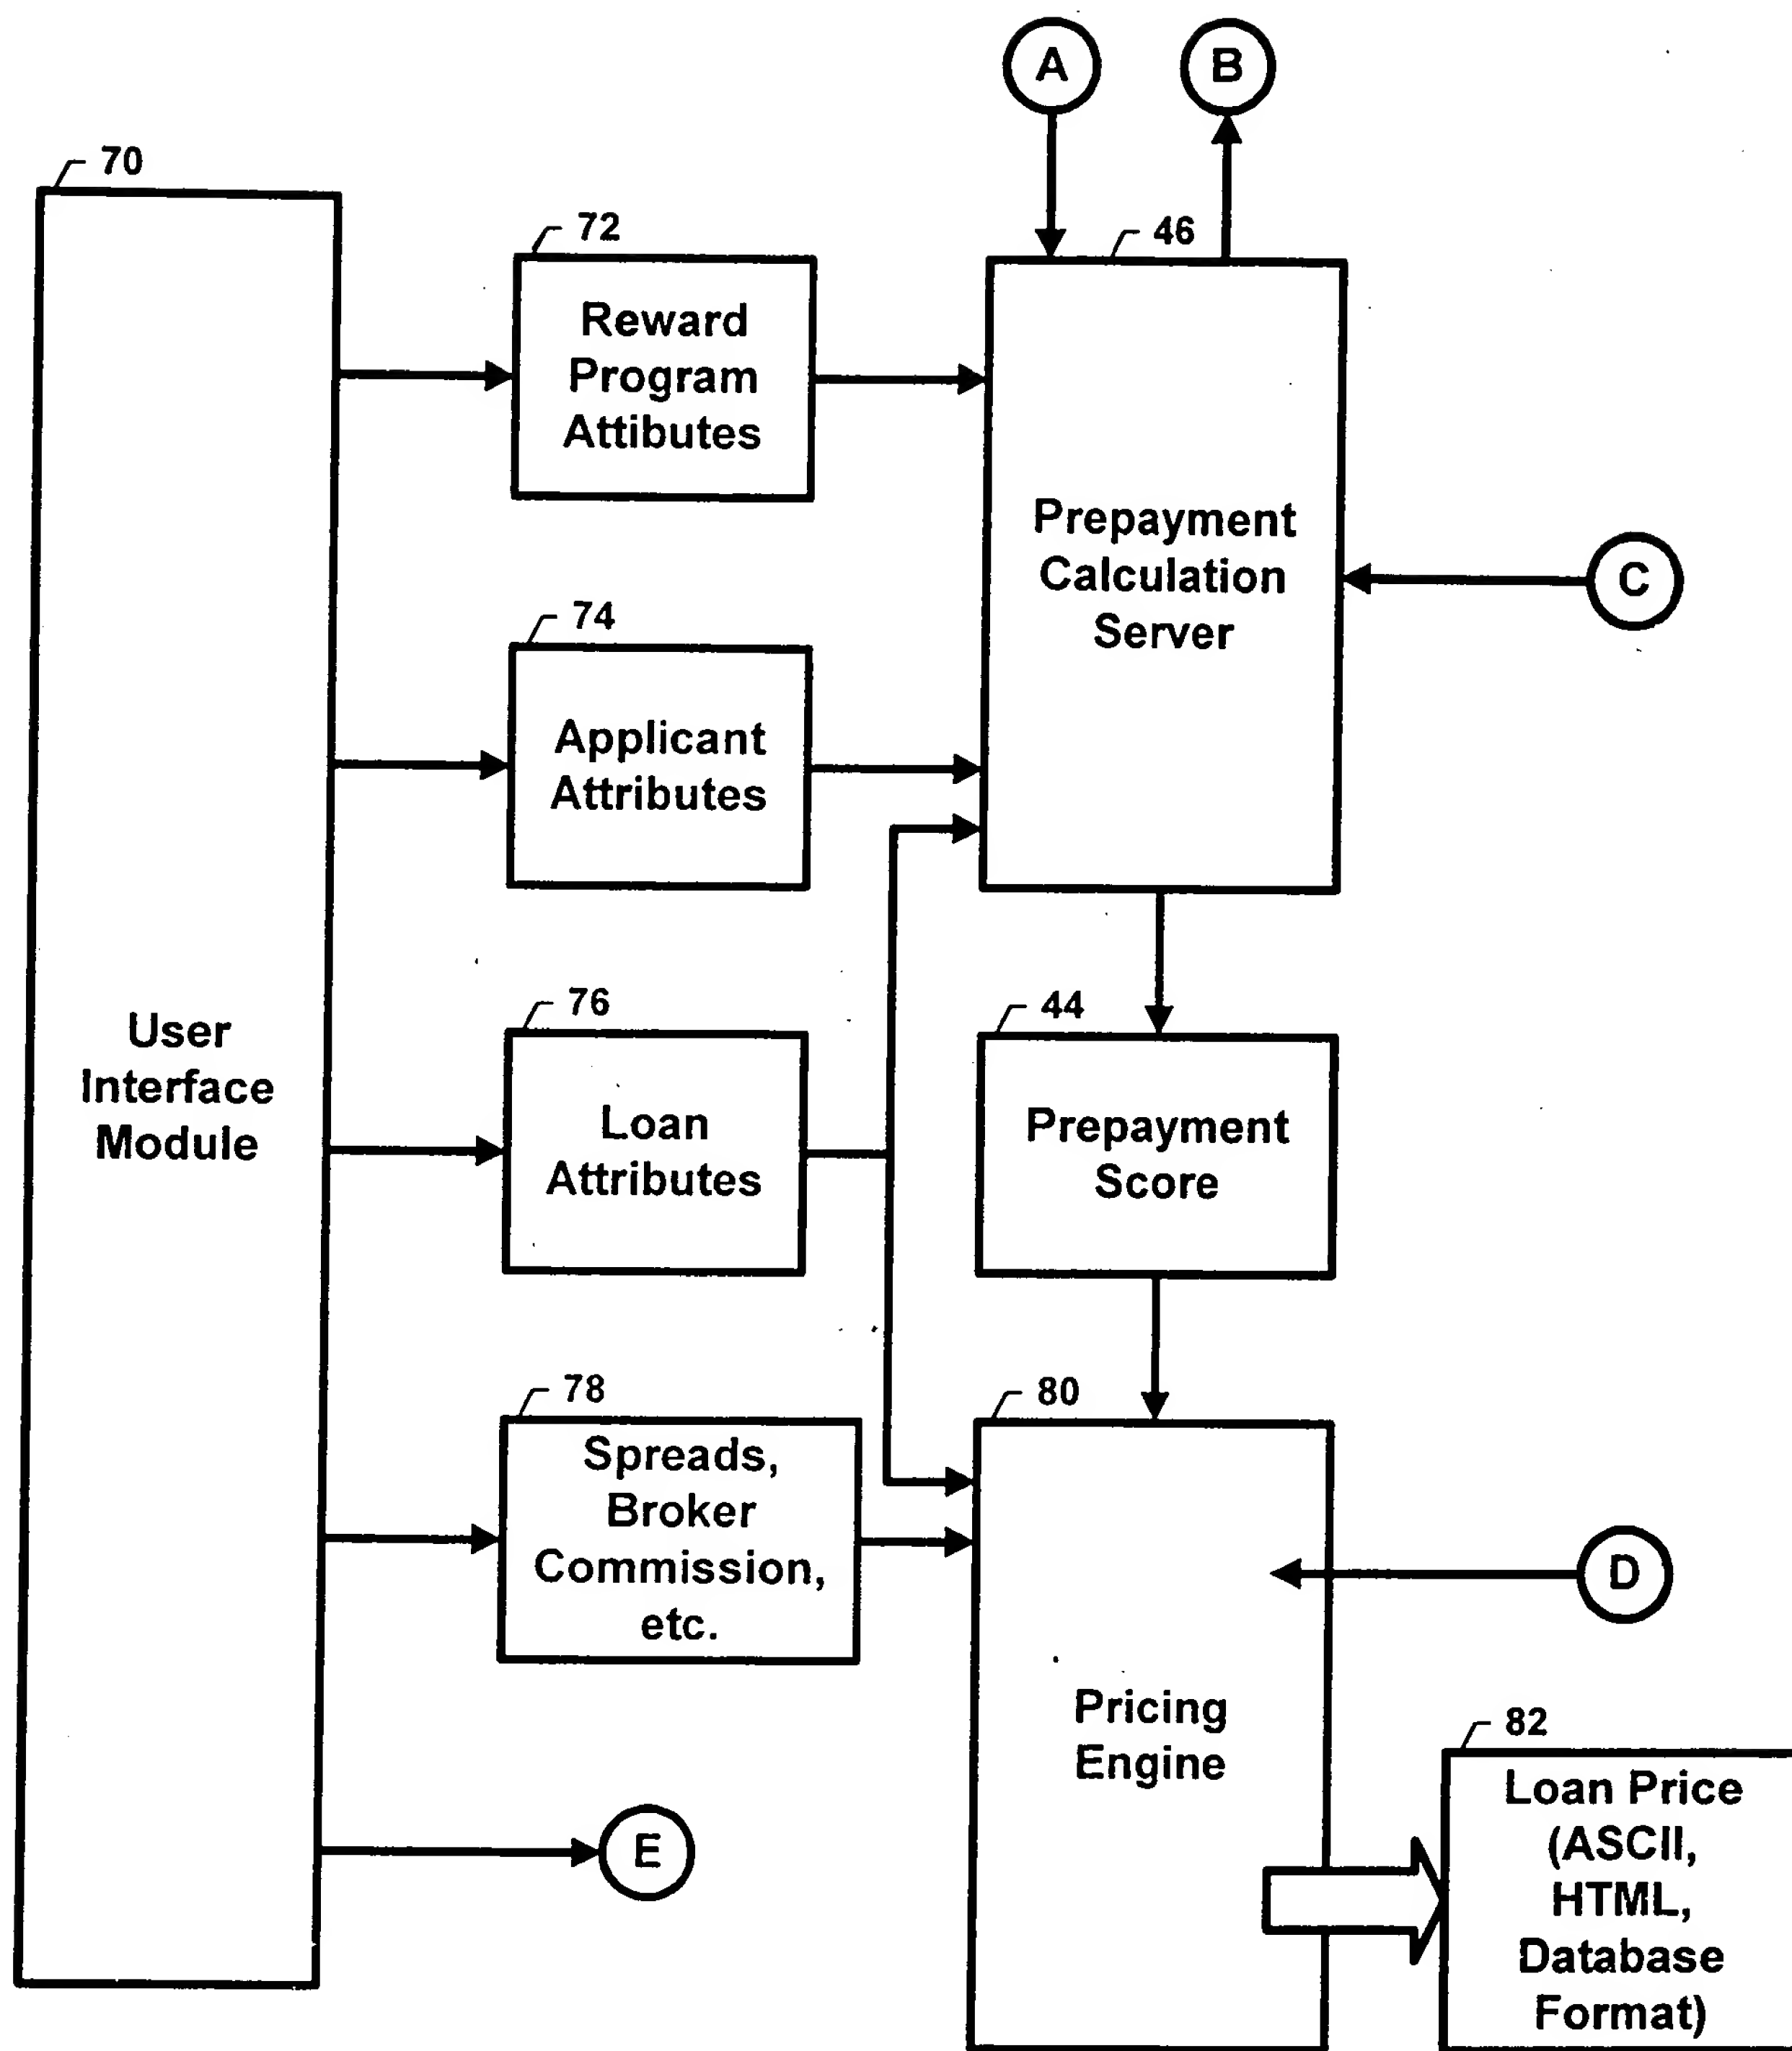 A
B
70
72
46
Reward
Program
Attibutes
Prepayment
Calculation
Server
C
74
Applicant
Attributes
76
44
User
Interface
Module
Loan
Attributes
Prepayment
Score
78
80
Spreads,
Broker
Commission,
etc.
D
Pricing
Engine
82
Loan Price
(ASCII,
HTML,
Database
Format)
E